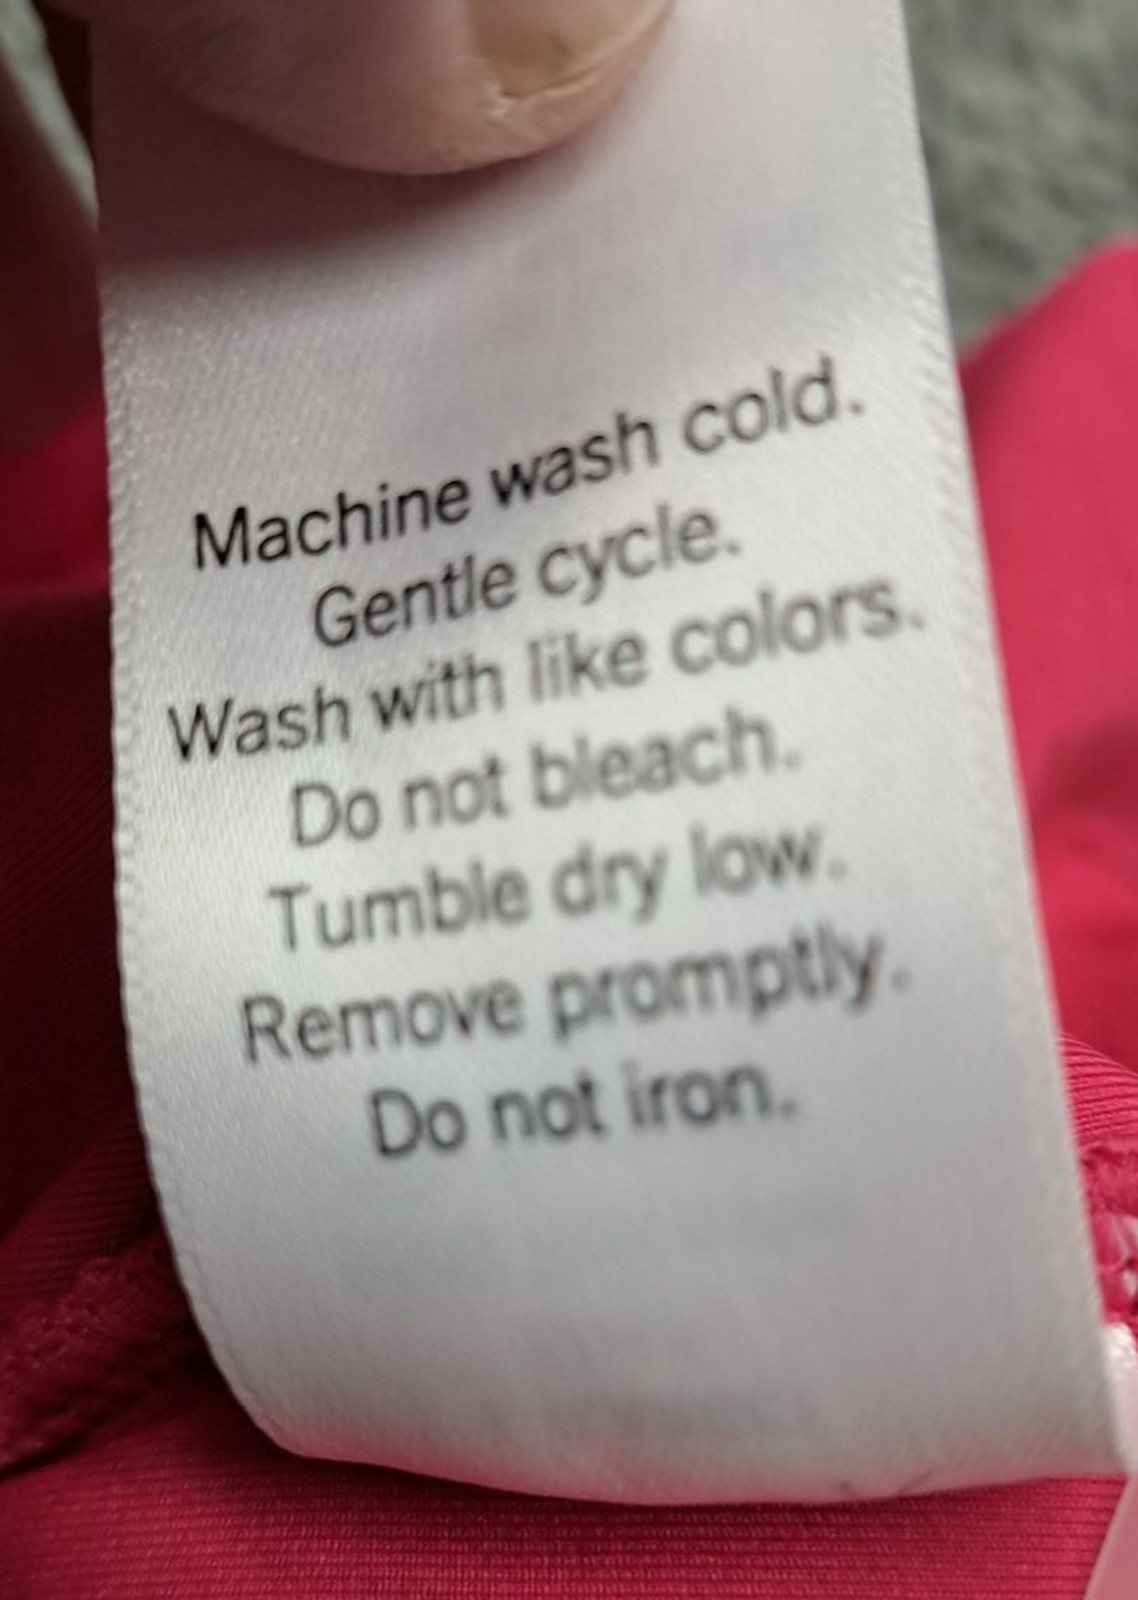 Machine wash cold.
Gentle cycle.
Wash with like colors.
Do not bleach.
Tumble dry low.
Remove promptly.
Do not iron.